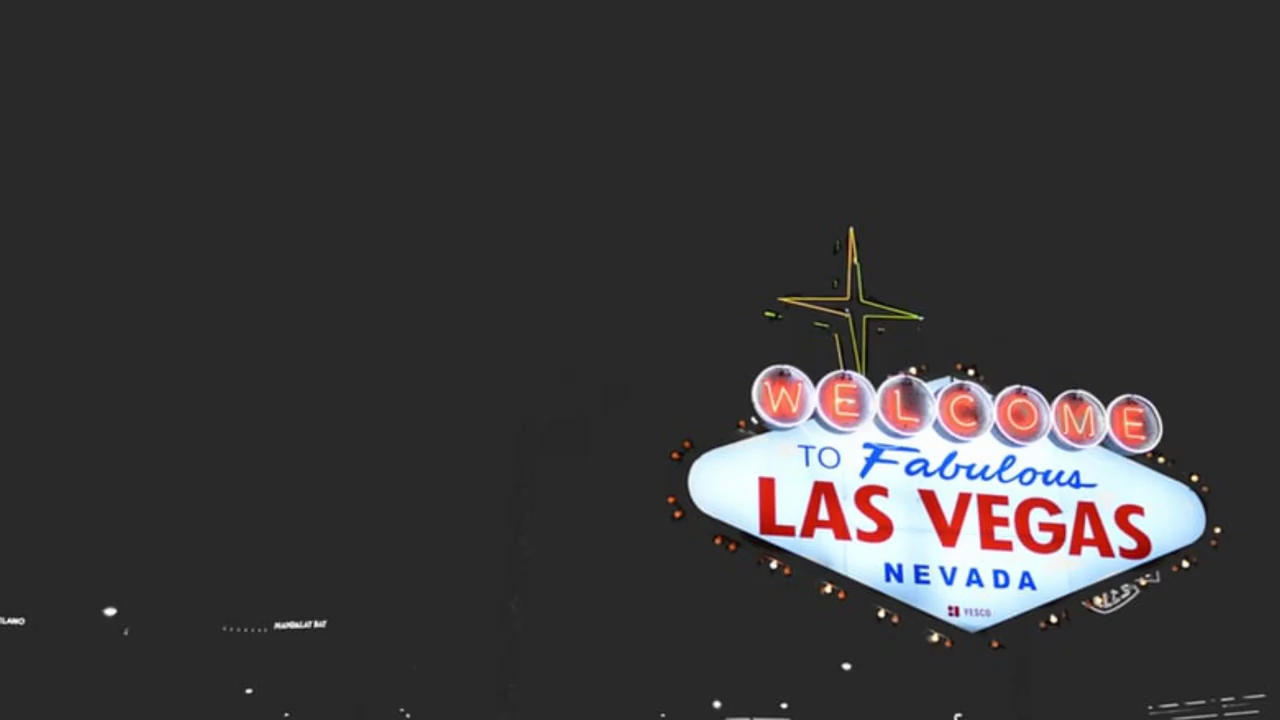 WELCOME
TO Fabulous
LAS VEGAS
NEVADA
YESCO
MANDALAY BAY